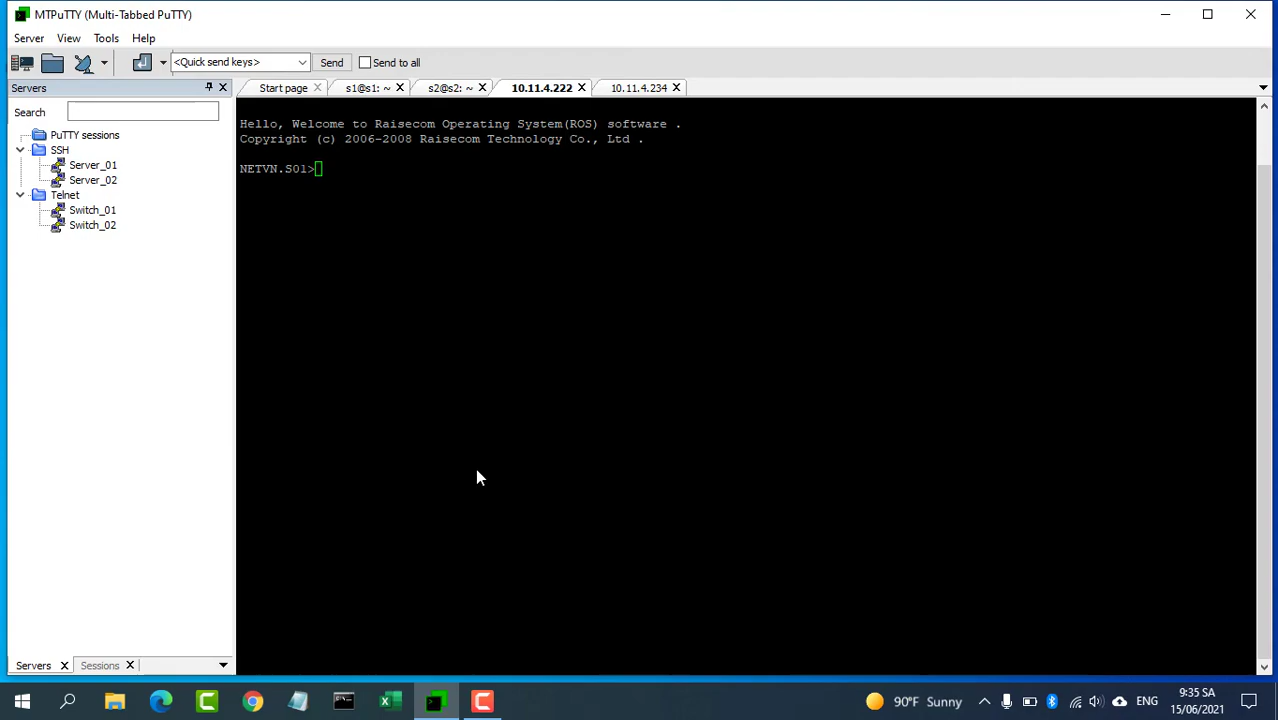 MTPuTTY (Multi-Tabbed PuTTY)
Server View Tools Help
<Quick send keys> Send Send to all
Servers
Start page s1@s1: ~ s2@s2: ~ 10.11.4.222 10.11.4.234
Search
PuTTY sessions
SSH
Server_01
Server_02
Telnet
Switch_01
Switch_02
Hello, Welcome to Raisecom Operating System(ROS) software .
Copyright (c) 2006-2008 Raisecom Technology Co., Ltd .
NETVN.S01>
Servers Sessions
90°F Sunny ENG
9:35 SA
15/06/2021